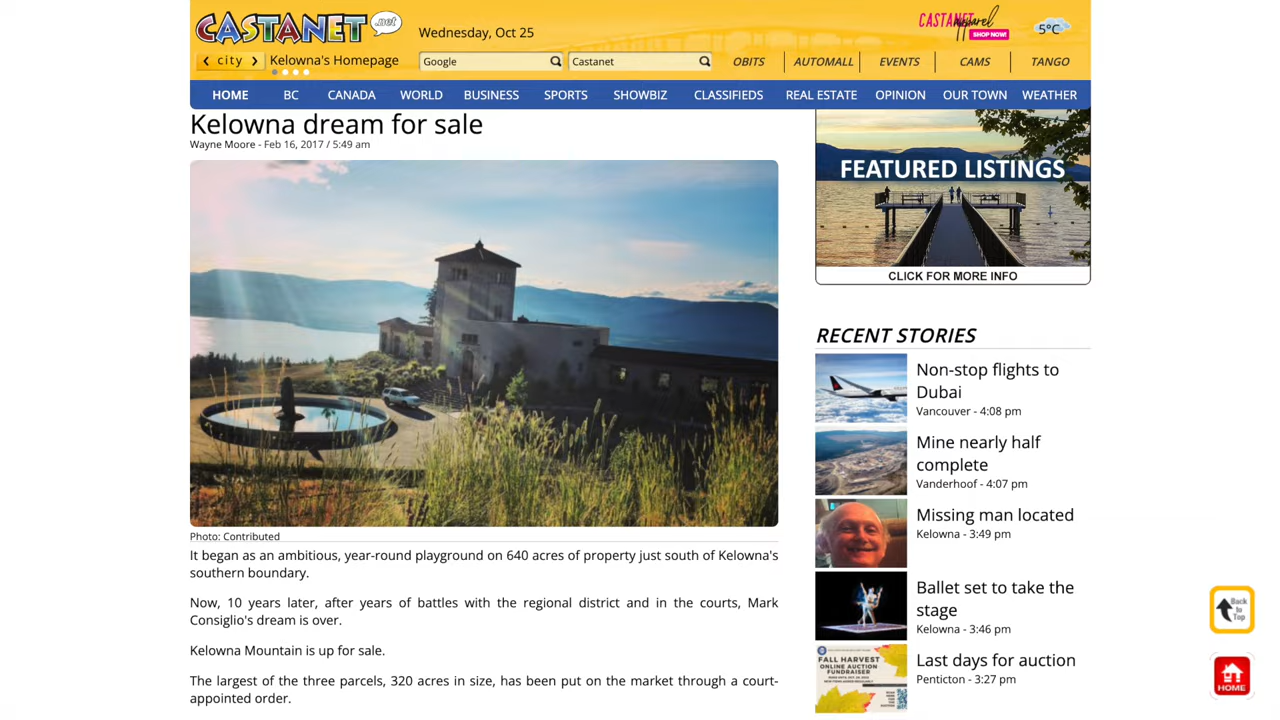 CASTANET.net
Wednesday, Oct 25
CASTANET apparel
SHOP NOW!
5°C
city
Kelowna's Homepage
Google
Castanet
OBITS
AUTOMALL
EVENTS
CAMS
TANGO
HOME
BC
CANADA
WORLD
BUSINESS
SPORTS
SHOWBIZ
CLASSIFIEDS
REAL ESTATE
OPINION
OUR TOWN
WEATHER
Kelowna dream for sale
Wayne Moore - Feb 16, 2017 / 5:49 am
Photo: Contributed
It began as an ambitious, year-round playground on 640 acres of property just south of Kelowna's
southern boundary.
Now, 10 years later, after years of battles with the regional district and in the courts, Mark
Consiglio's dream is over.
Kelowna Mountain is up for sale.
The largest of the three parcels, 320 acres in size, has been put on the market through a court-
appointed order.
FEATURED LISTINGS
CLICK FOR MORE INFO
RECENT STORIES
Non-stop flights to
Dubai
Vancouver - 4:08 pm
Mine nearly half
complete
Vanderhoof - 4:07 pm
Missing man located
Kelowna - 3:49 pm
Ballet set to take the
stage
Kelowna - 3:46 pm
FALL HARVEST
ONLINE AUCTION
FUNDRAISER
Last days for auction
Penticton - 3:27 pm
Back
to
Top
HOME